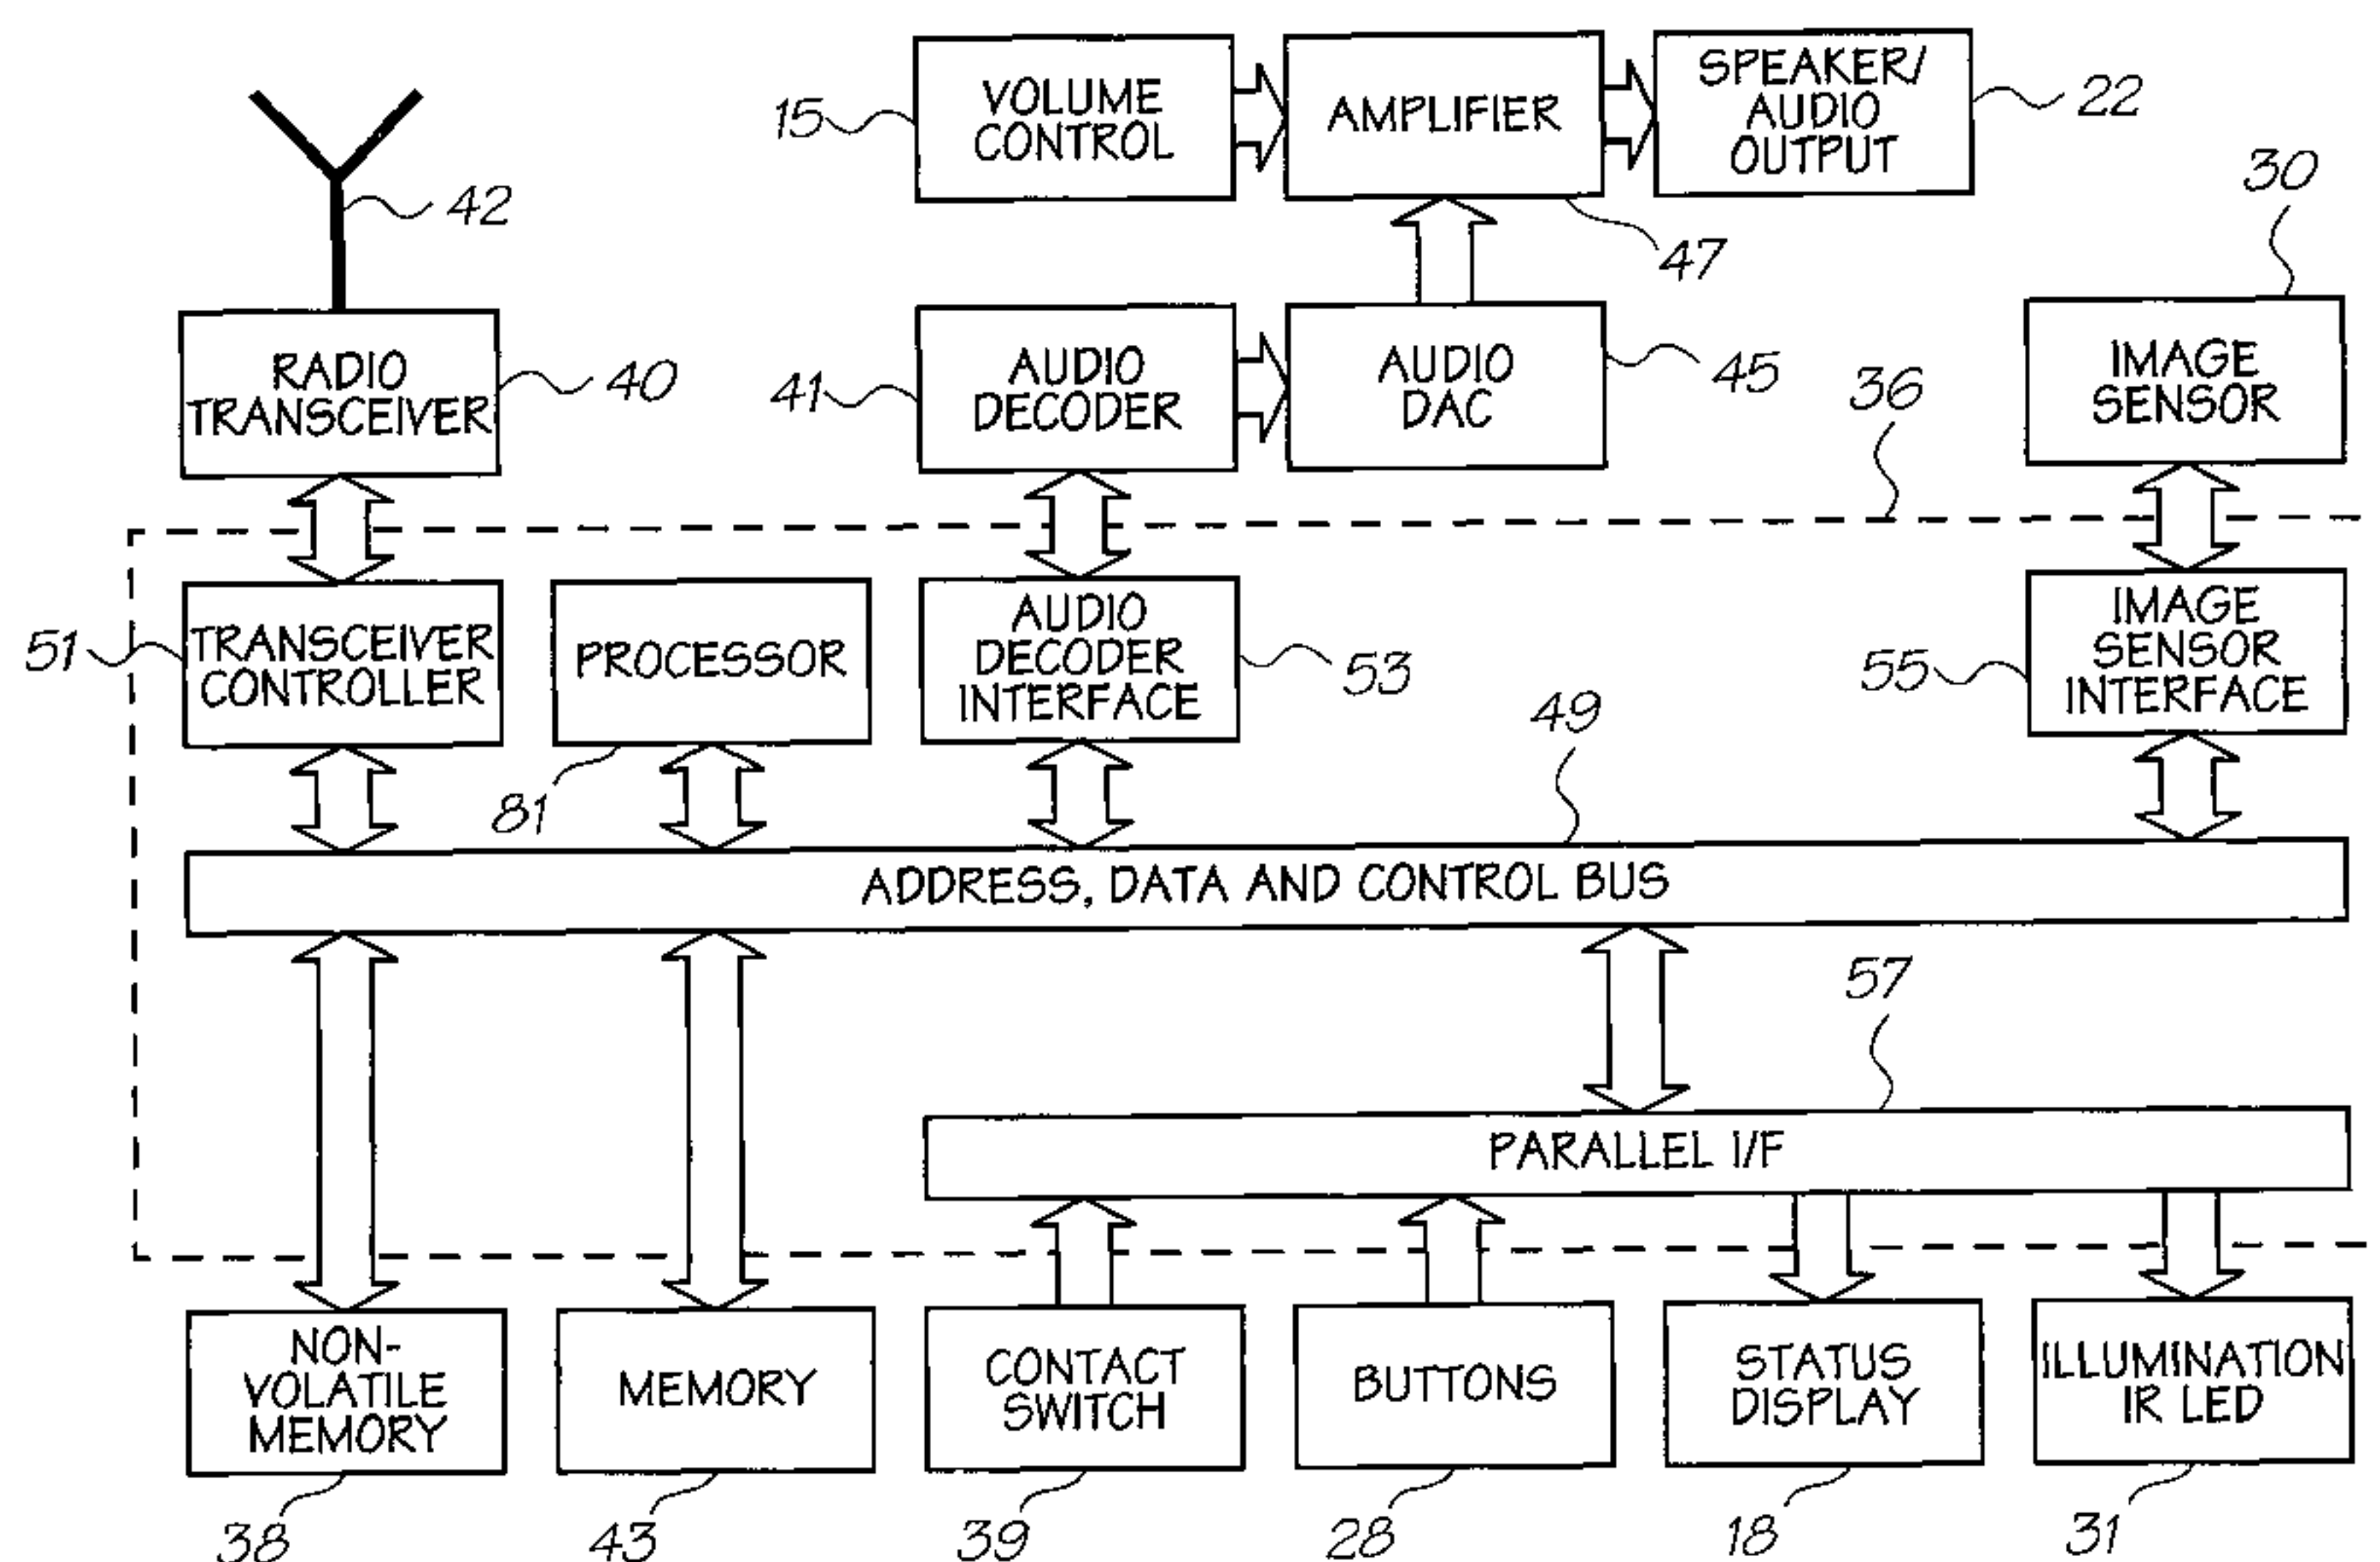 SPEAKER/
AUDIO
OUTPUT
VOLUME
CONTROL
AMPLIFIER
15
22
30
42
47
RADIO
TRANSCEIVER
40
41
AUDIO
DECODER
AUDIO
DAC
45
36
IMAGE
SENSOR
51
TRANSCEIVER
CONTROLLER
PROCESSOR
AUDIO
DECODER
INTERFACE
53
55
IMAGE
SENSOR
INTERFACE
81
49
ADDRESS, DATA AND CONTROL BUS
57
PARALLEL I/F
NON-
VOLATILE
MEMORY
MEMORY
CONTACT
SWITCH
BUTTONS
STATUS
DISPLAY
ILLUMINATION
IR LED
38
43
39
28
18
31